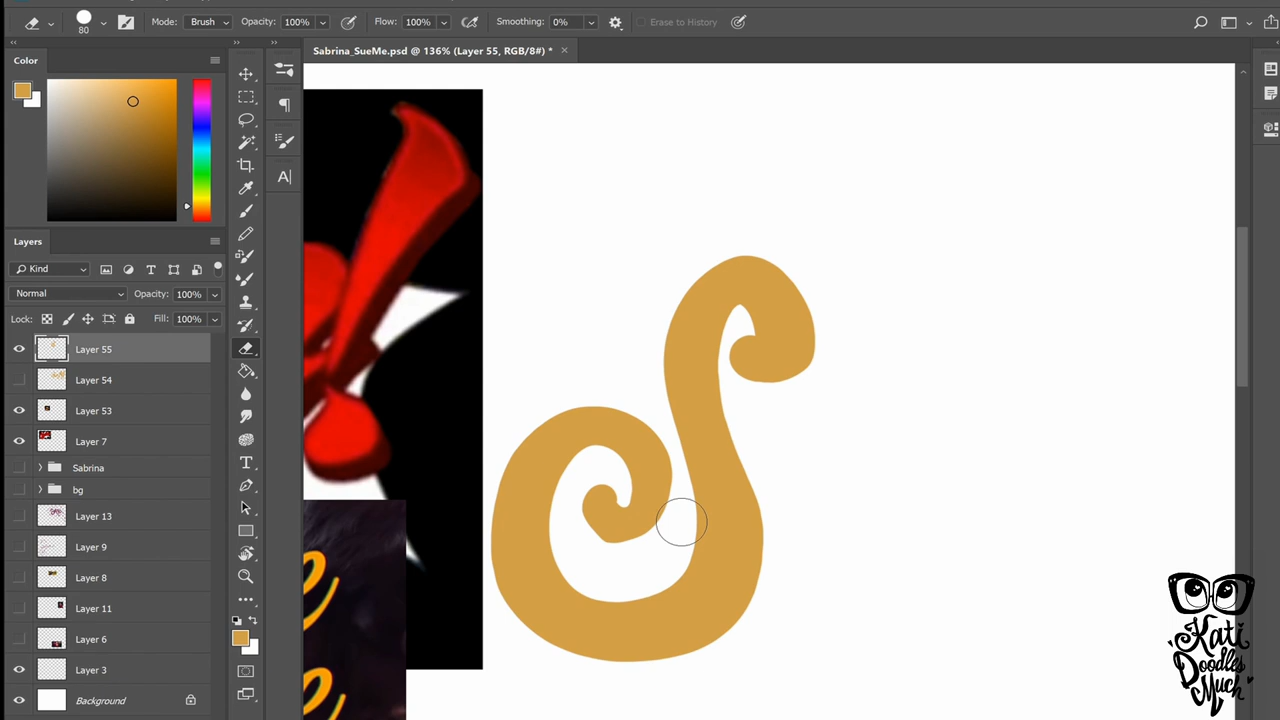 Mode: Brush Opacity: 100% Flow: 100% Smoothing: 0% Erase to History
80
Sabrina_SueMe.psd @ 136% (Layer 55, RGB/8#) *
Color
Layers
Kind
Normal Opacity: 100%
Lock: Fill: 100%
Layer 55
Layer 54
Layer 53
Layer 7
Sabrina
bg
Layer 13
Layer 9
Layer 8
Layer 11
Layer 6
Layer 3
Background
S
e
e
Kati
Doodles
Much